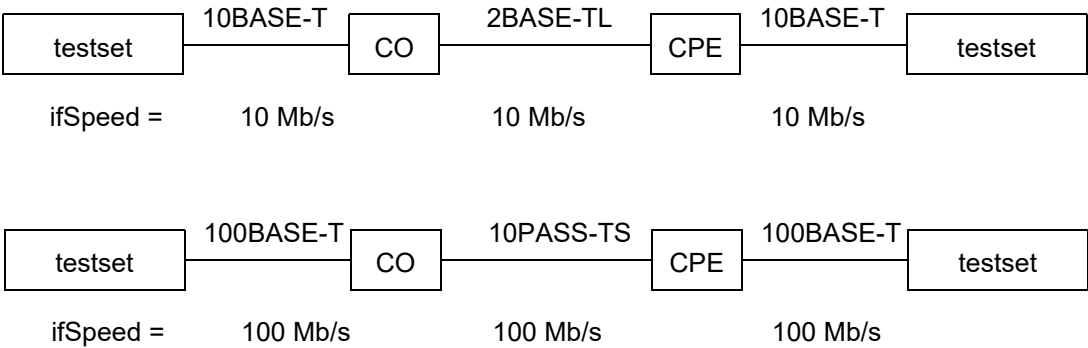 10BASE-T 2BASE-TL 10BASE-T
testset CO CPE testset
ifSpeed = 10 Mb/s 10 Mb/s 10 Mb/s
100BASE-T 10PASS-TS 100BASE-T
testset CO CPE testset
ifSpeed = 100 Mb/s 100 Mb/s 100 Mb/s